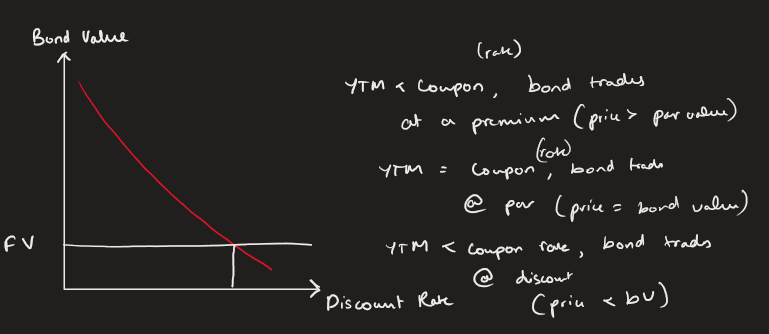 Bond Value
(rate)
YTM < Coupon, bond trades
at a premium (price > par value)
(rate)
YTM = Coupon, bond trads
@ par (price = bond value)
FV
YTM < coupon rate, bond trads
@ discount
Discount Rate
(price < bv)